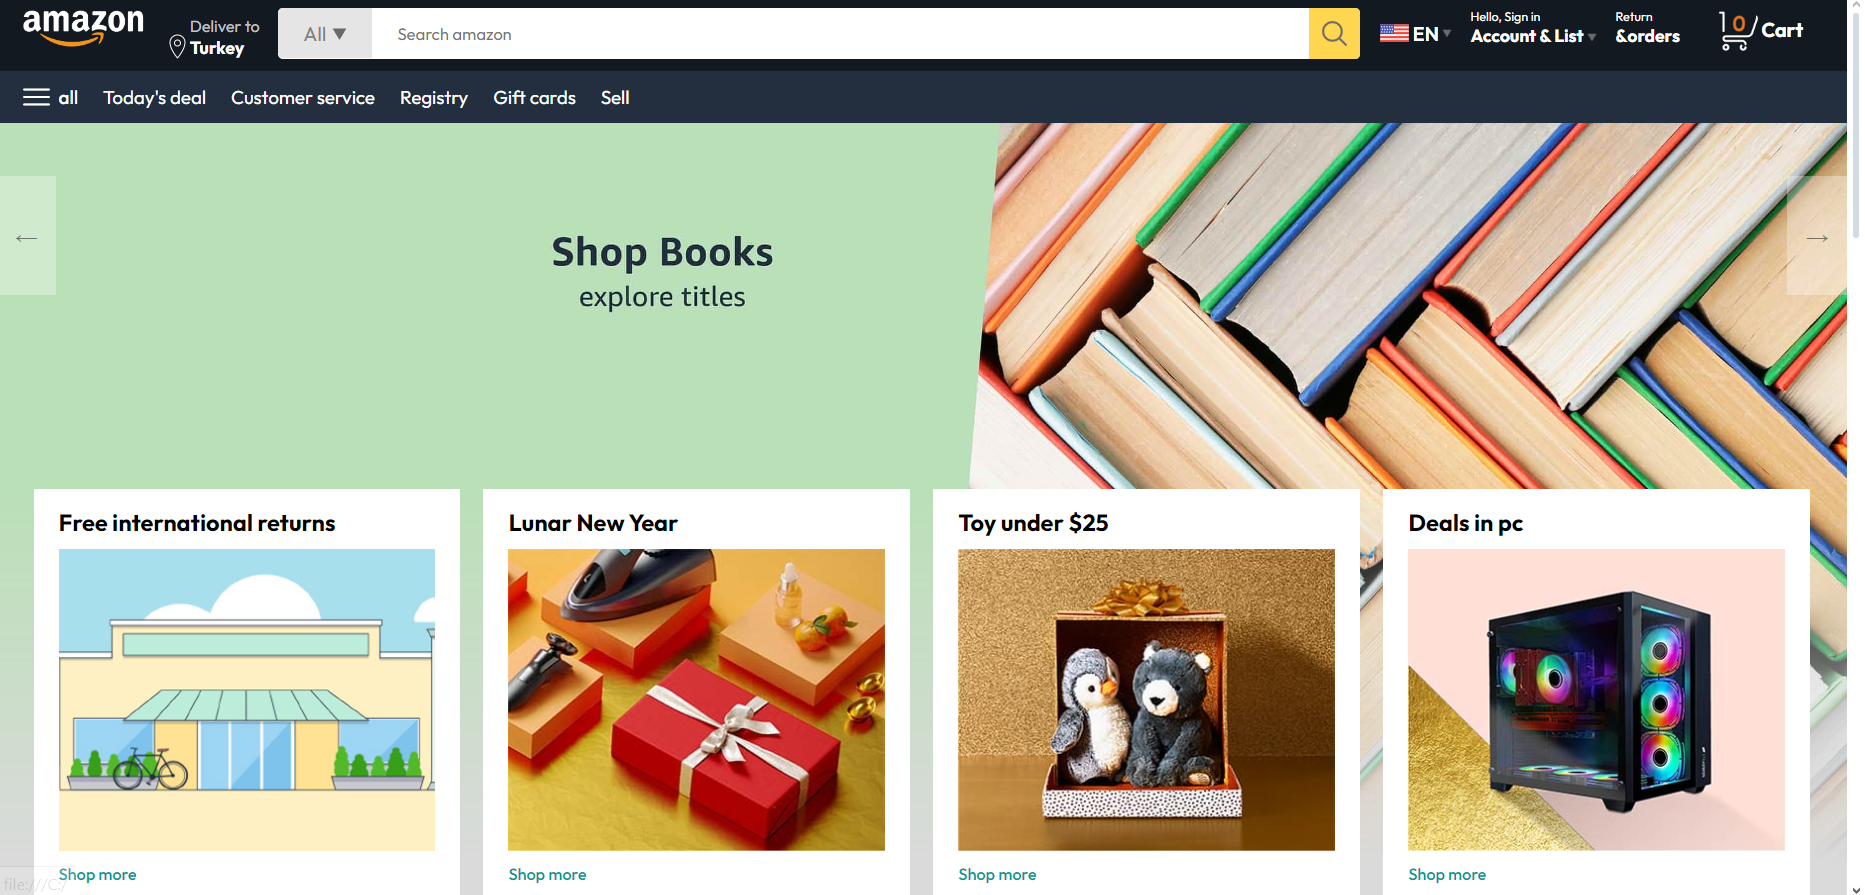 amazon
Deliver to
Turkey
All ▼
Search amazon
EN ▾
Hello, Sign in
Account & List ▾
Return
&orders
0
Cart
all
Today's deal
Customer service
Registry
Gift cards
Sell
←
→
Shop Books
explore titles
Free international returns
Lunar New Year
Toy under $25
Deals in pc
Shop more
Shop more
Shop more
Shop more
file:///C:/